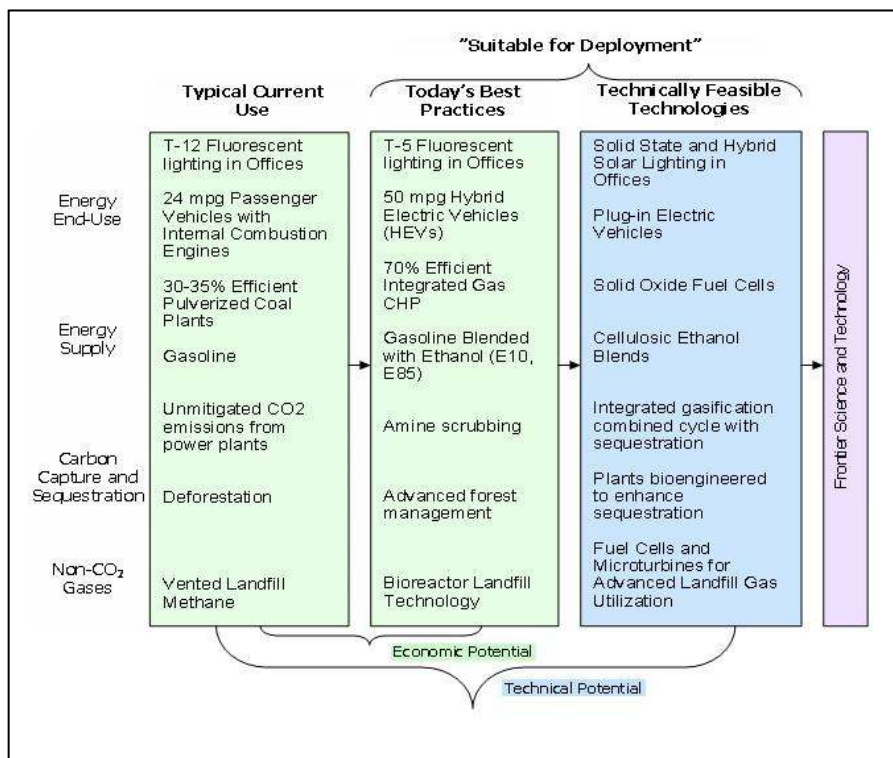 "Suitable for Deployment"
Typical Current
Use
Today's Best
Practices
Technically Feasible
Technologies
Energy
End-Use
Energy
Supply
Carbon
Capture and
Sequestration
Non-CO₂
Gases
T-12 Fluorescent
lighting in Offices
24 mpg Passenger
Vehicles with
Internal Combustion
Engines
30-35% Efficient
Pulverized Coal
Plants
Gasoline
Unmitigated CO2
emissions from
power plants
Deforestation
Vented Landfill
Methane
T-5 Fluorescent
lighting in Offices
50 mpg Hybrid
Electric Vehicles
(HEVs)
70% Efficient
Integrated Gas
CHP
Gasoline Blended
with Ethanol (E10,
E85)
Amine scrubbing
Advanced forest
management
Bioreactor Landfill
Technology
Solid State and Hybrid
Solar Lighting in
Offices
Plug-in Electric
Vehicles
Solid Oxide Fuel Cells
Cellulosic Ethanol
Blends
Integrated gasification
combined cycle with
sequestration
Plants bioengineered
to enhance
sequestration
Fuel Cells and
Microturbines for
Advanced Landfill Gas
Utilization
Frontier Science and Technology
Economic Potential
Technical Potential